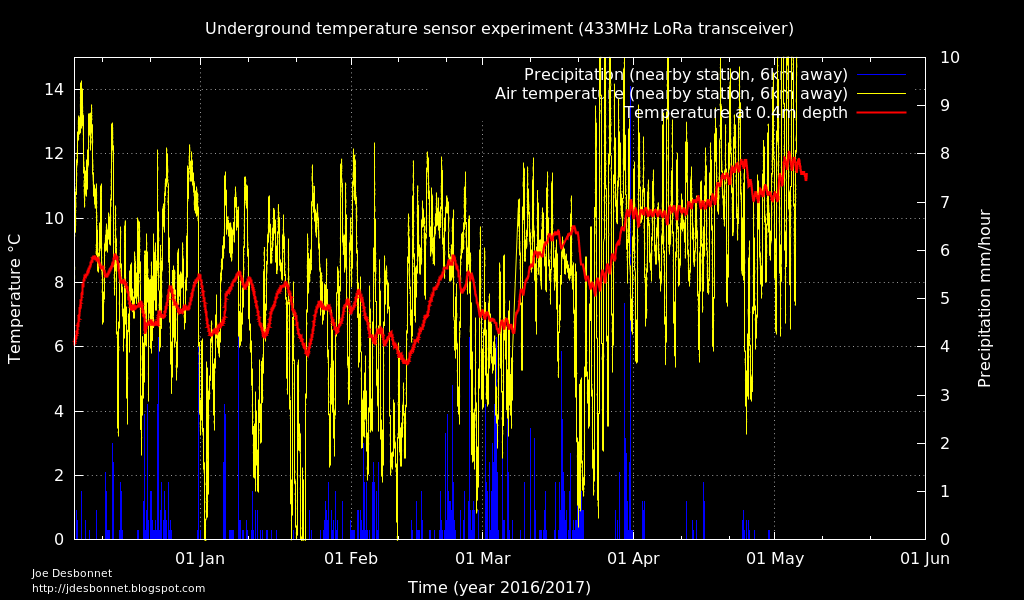 Underground temperature sensor experiment (433MHz LoRa transceiver)
Precipitation (nearby station, 6km away)
Air temperature (nearby station, 6km away)
Temperature at 0.4m depth
14
12
10
8
6
4
2
0
Temperature °C
10
9
8
7
6
5
4
3
2
1
0
Precipitation mm/hour
01 Jan
01 Feb
01 Mar
01 Apr
01 May
01 Jun
Time (year 2016/2017)
Joe Desbonnet
http://jdesbonnet.blogspot.com